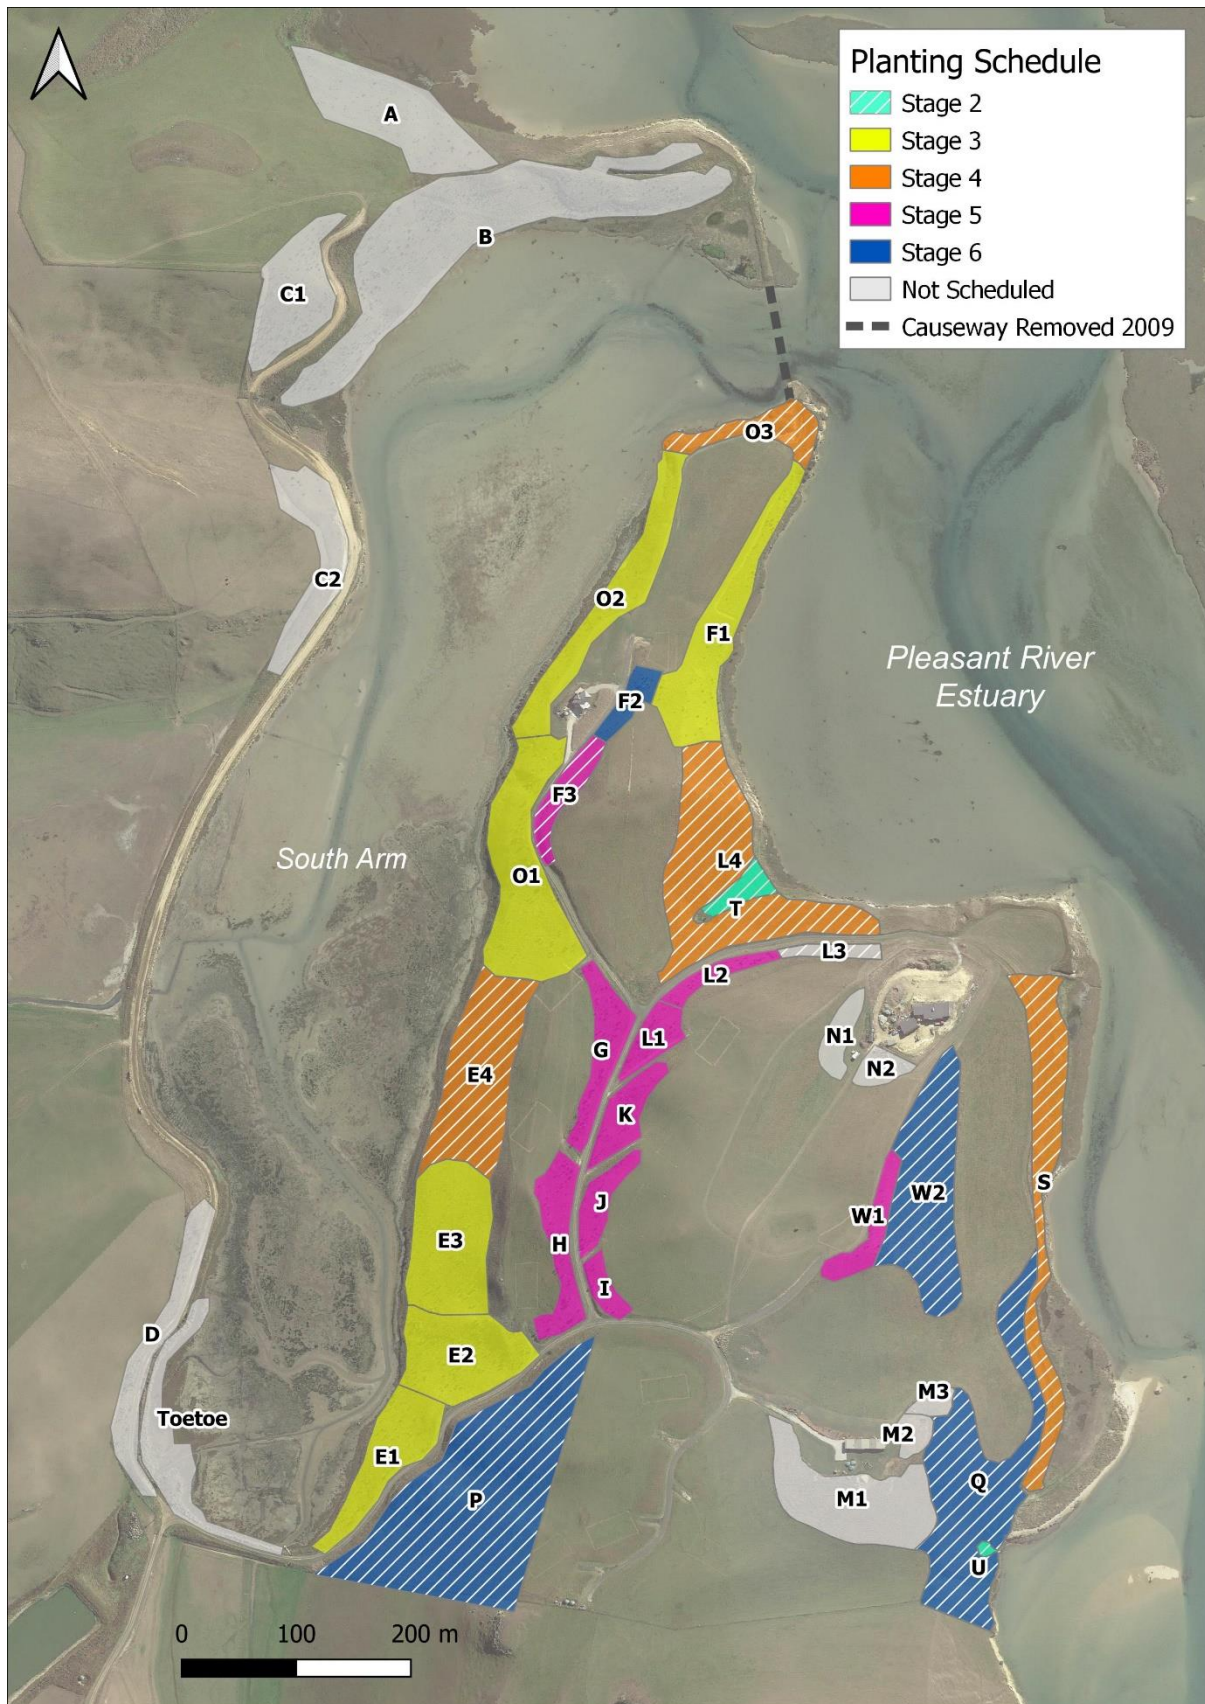 Planting Schedule
Stage 2
Stage 3
Stage 4
Stage 5
Stage 6
Not Scheduled
Causeway Removed 2009
A
B
C1
O3
C2
O2
F1
Pleasant River
Estuary
F2
F3
South Arm
L4
O1
T
L3
L2
N1
L1
G
N2
E4
K
S
W2
J
W1
E3
H
I
D
E2
M3
Toetoe
M2
E1
Q
P
M1
U
0
100
200 m